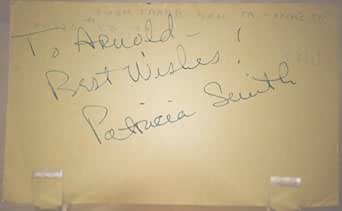 To Arnold -
Best Wishes!
Patricia Smith